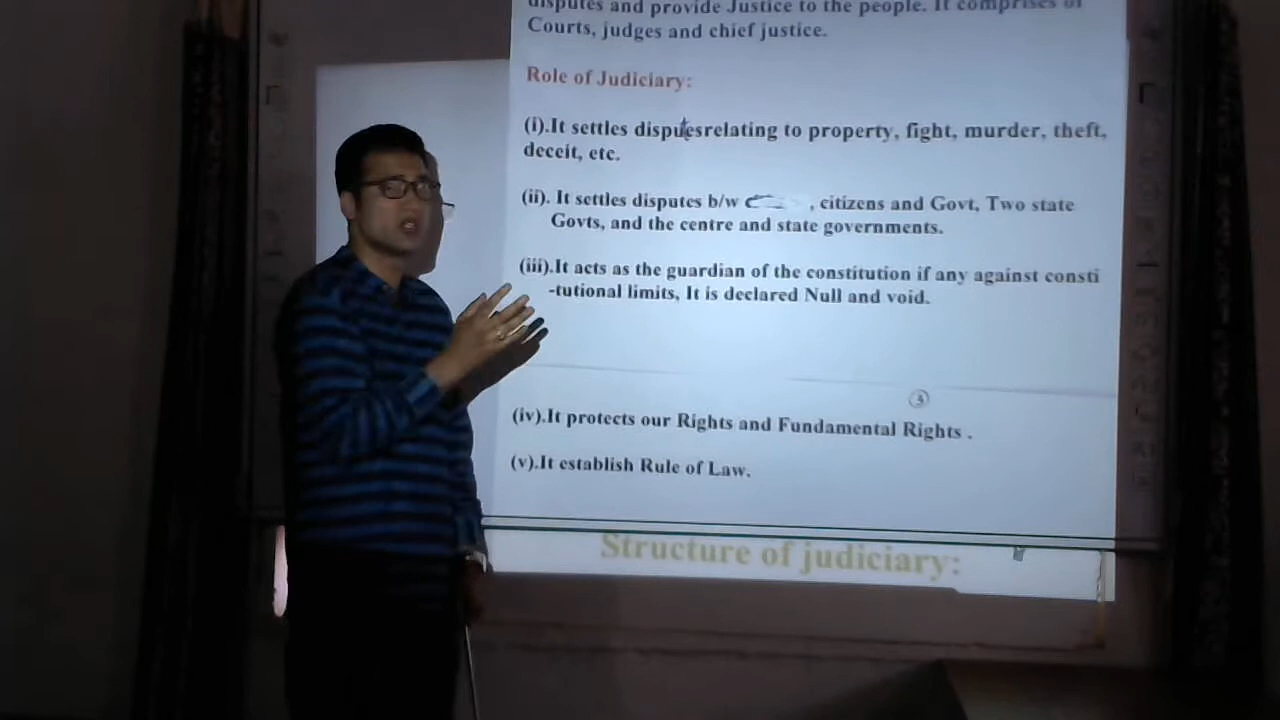 disputes and provide Justice to the people. It comprises of
Courts, judges and chief justice.
Role of Judiciary:
(i).It settles disputesrelating to property, fight, murder, theft,
deceit, etc.
(ii). It settles disputes b/w , citizens and Govt, Two state
Govts, and the centre and state governments.
(iii).It acts as the guardian of the constitution if any against consti
-tutional limits, It is declared Null and void.
3
(iv).It protects our Rights and Fundamental Rights .
(v).It establish Rule of Law.
Structure of judiciary: